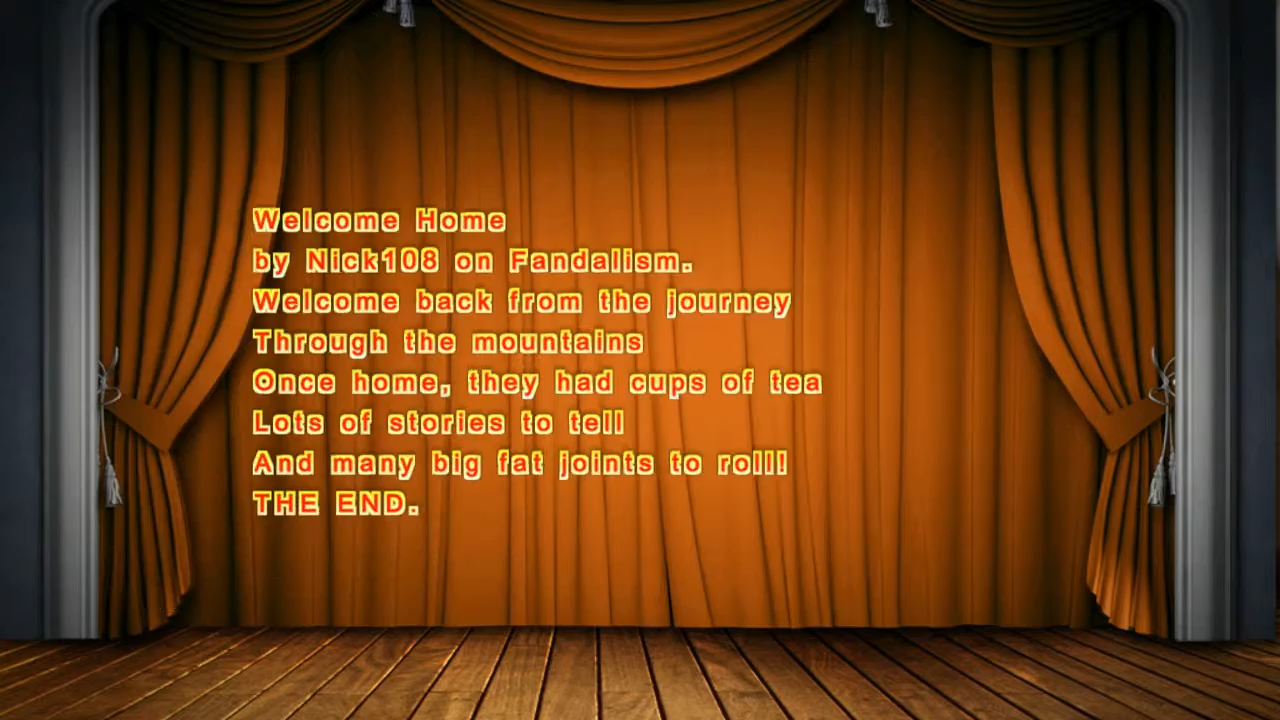 Welcome Home
by Nick108 on Fandalism.
Welcome back from the journey
Through the mountains
Once home, they had cups of tea
Lots of stories to tell
And many big fat joints to roll!
THE END.